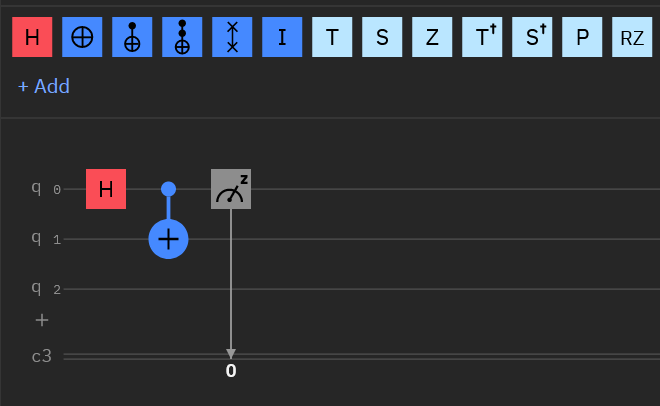 H I T S Z T† S† P RZ
+ Add
q 0 H z
q 1
q 2
+
c3
0